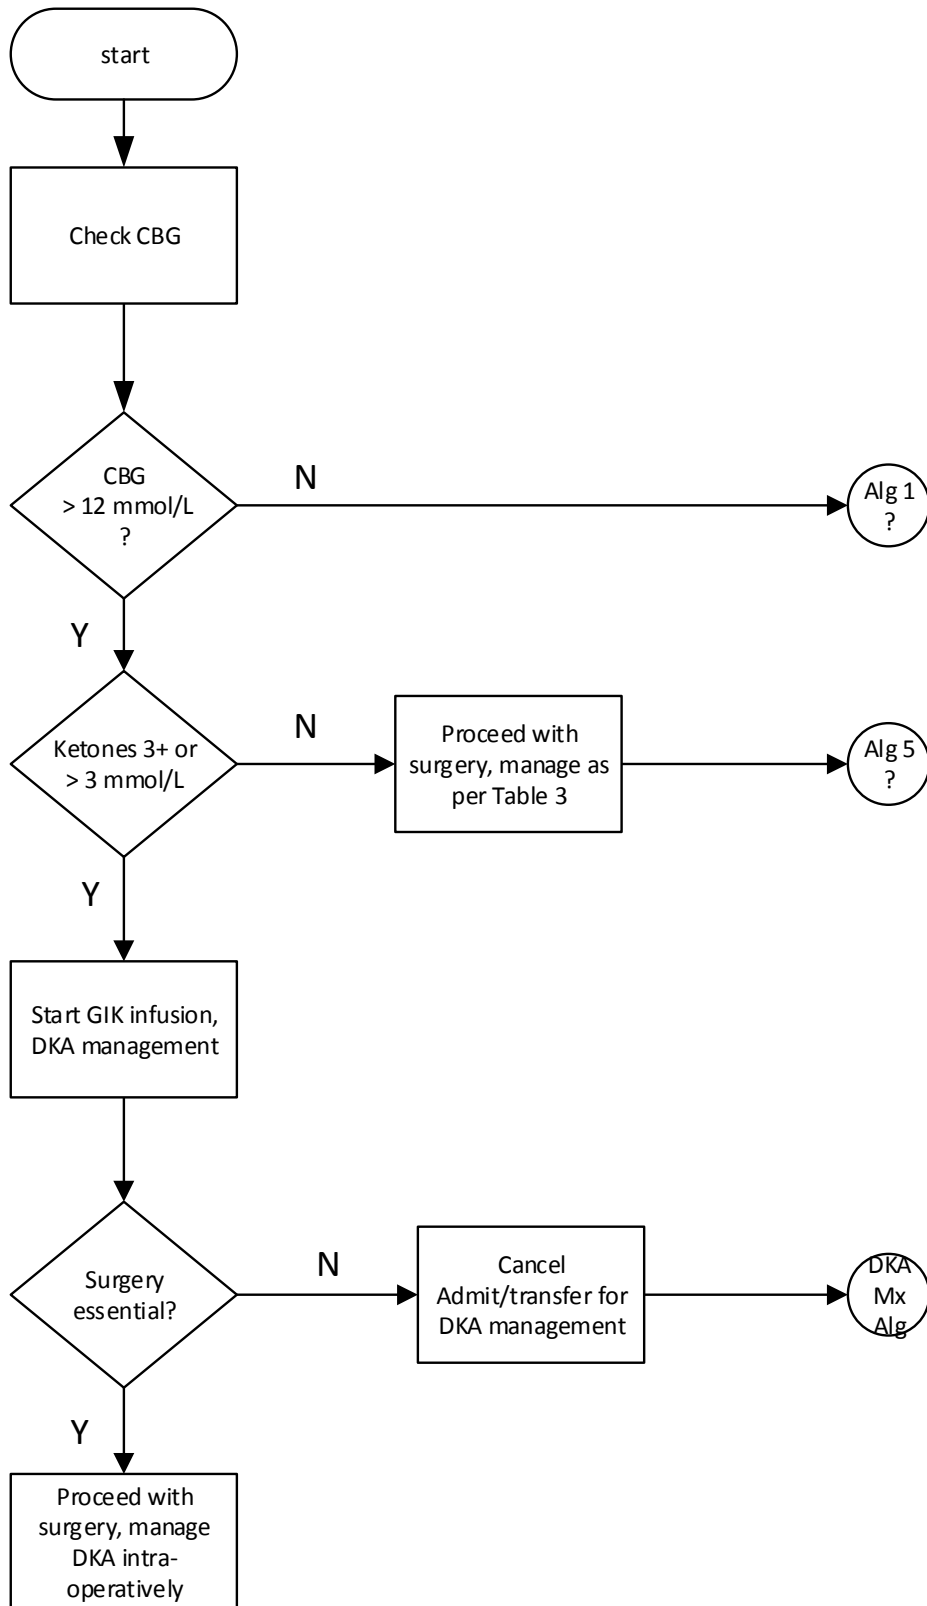 start
Check CBG
CBG
> 12 mmol/L
?
N
Alg 1
?
Y
Ketones 3+ or
> 3 mmol/L
N
Proceed with
surgery, manage as
per Table 3
Alg 5
?
Y
Start GIK infusion,
DKA management
Surgery
essential?
N
Cancel
Admit/transfer for
DKA management
DKA
Mx
Alg
Y
Proceed with
surgery, manage
DKA intra-
operatively